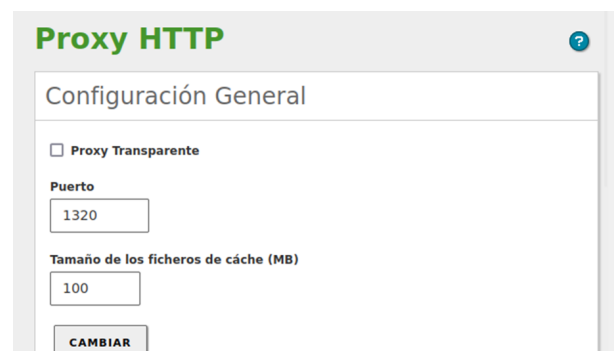 Proxy HTTP
?
Configuración General
Proxy Transparente
Puerto
1320
Tamaño de los ficheros de cáche (MB)
100
CAMBIAR